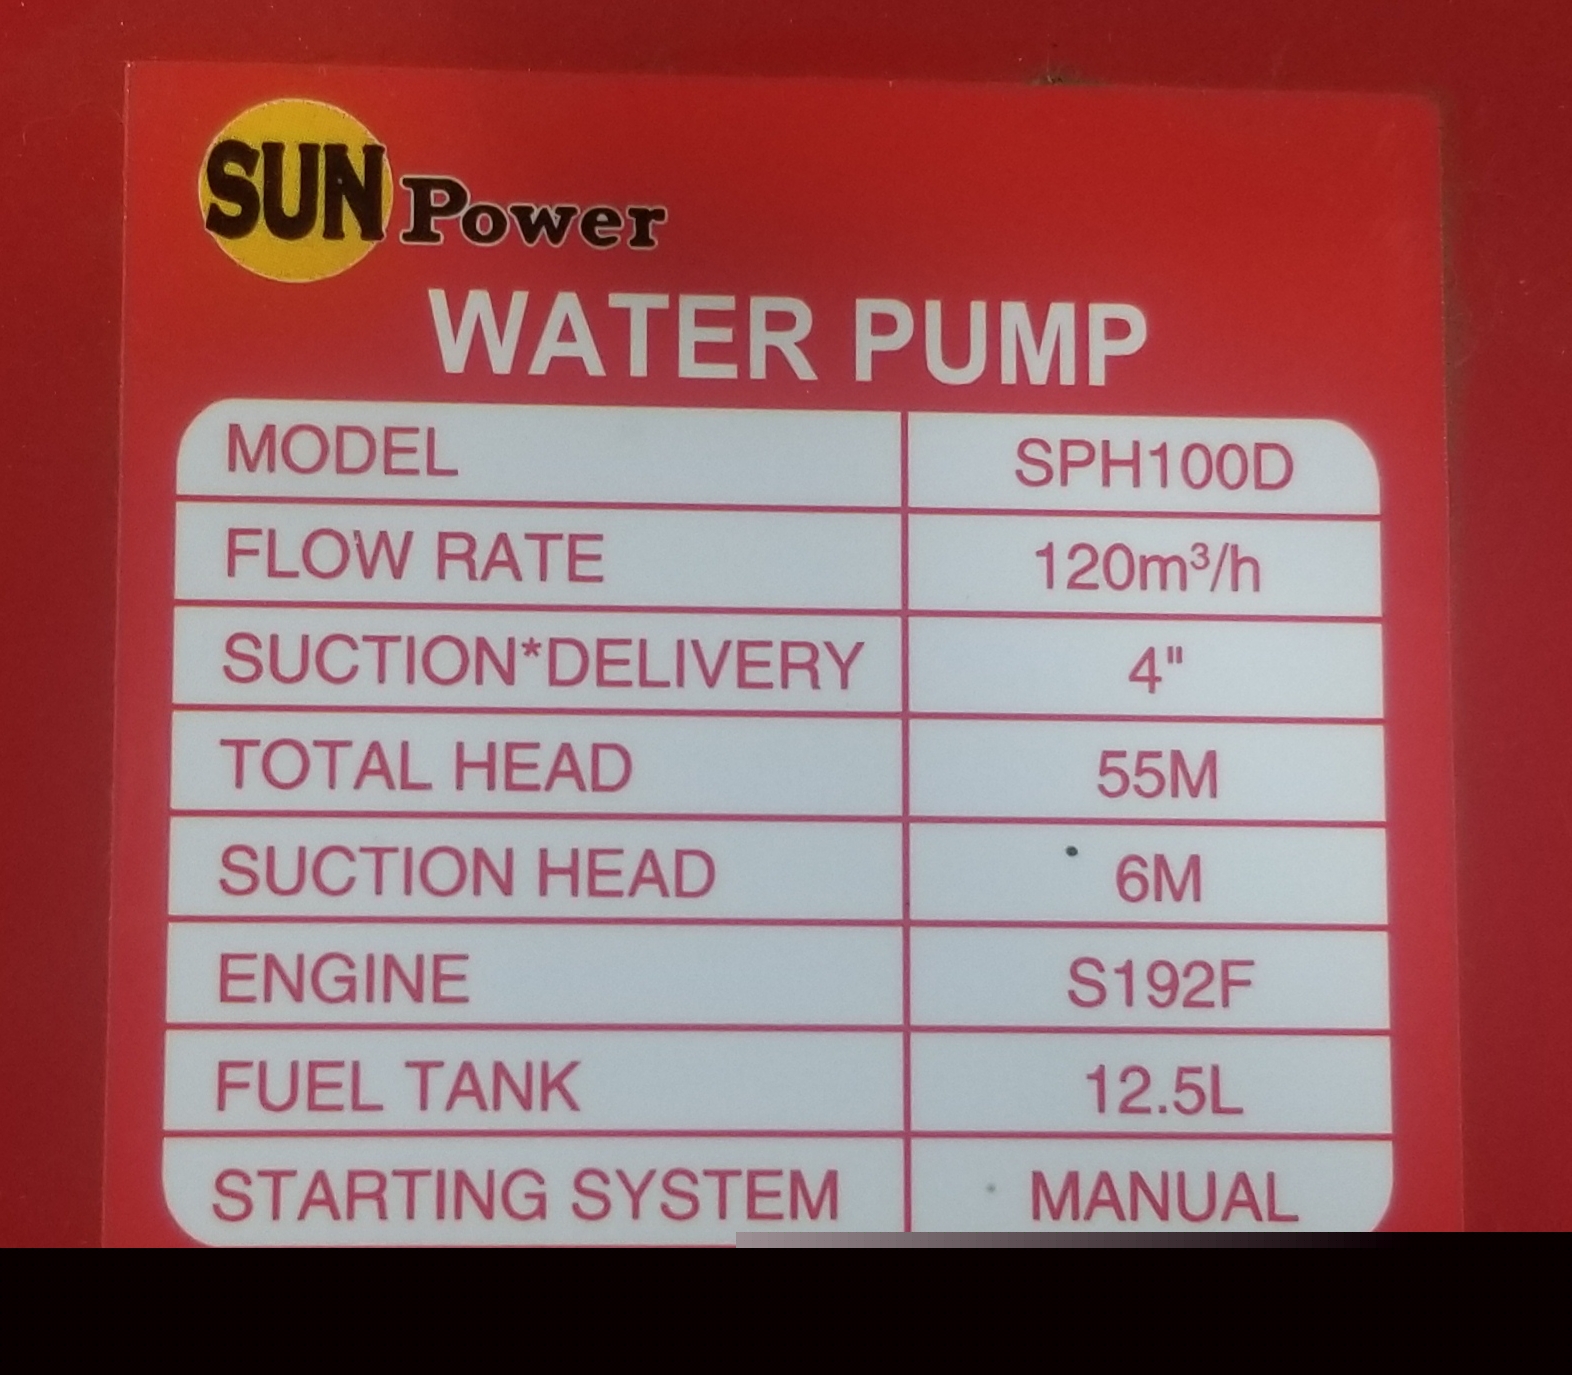 SUN Power
WATER PUMP
MODEL SPH100D
FLOW RATE 120m³/h
SUCTION*DELIVERY 4"
TOTAL HEAD 55M
SUCTION HEAD 6M
ENGINE S192F
FUEL TANK 12.5L
STARTING SYSTEM MANUAL